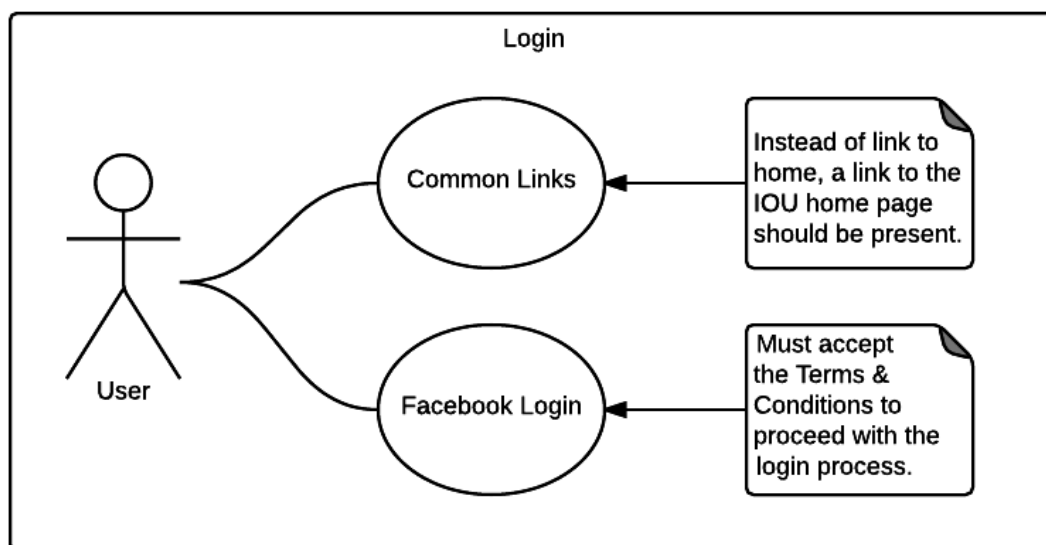 Login
Common Links
Instead of link to
home, a link to the
IOU home page
should be present.
User
Facebook Login
Must accept
the Terms &
Conditions to
proceed with the
login process.